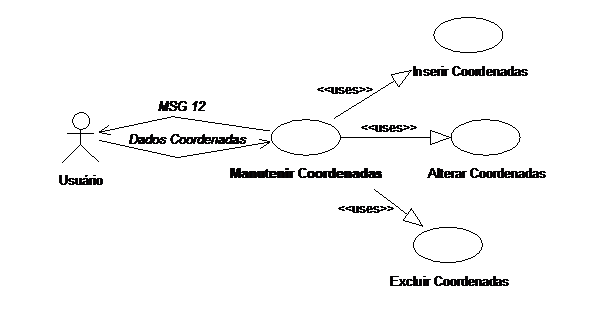 Inserir Coordenadas
<<uses>>
MSG 12
<<uses>>
Dados Coordenadas
Manutenir Coordenadas
Alterar Coordenadas
Usuário
<<uses>>
Excluir Coordenadas